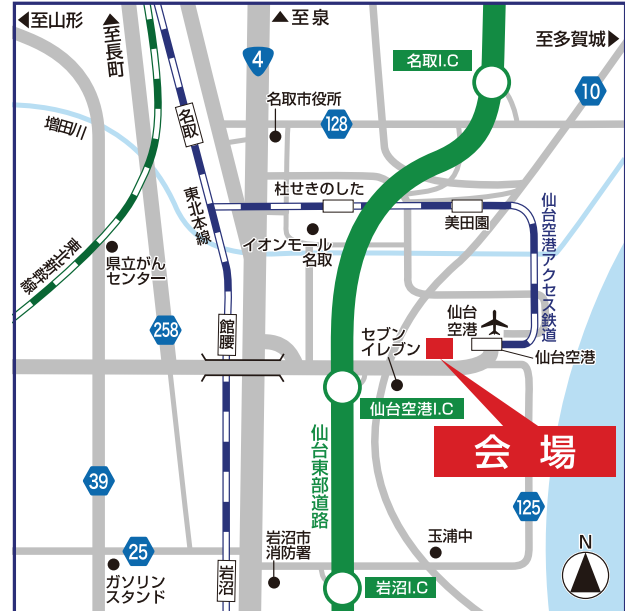 至山形
至長町
至泉
至多賀城
4
名取I.C
10
名取市役所
128
増田川
名取
東北本線
杜せきのした
美田園
仙台空港アクセス鉄道
イオンモール
名取
県立がん
センター
東北新幹線
258
館腰
セブン
イレブン
仙台
空港
仙台空港
仙台空港I.C
会場
仙台東部道路
39
125
25
岩沼市
消防署
玉浦中
ガソリン
スタンド
岩沼
岩沼I.C
N